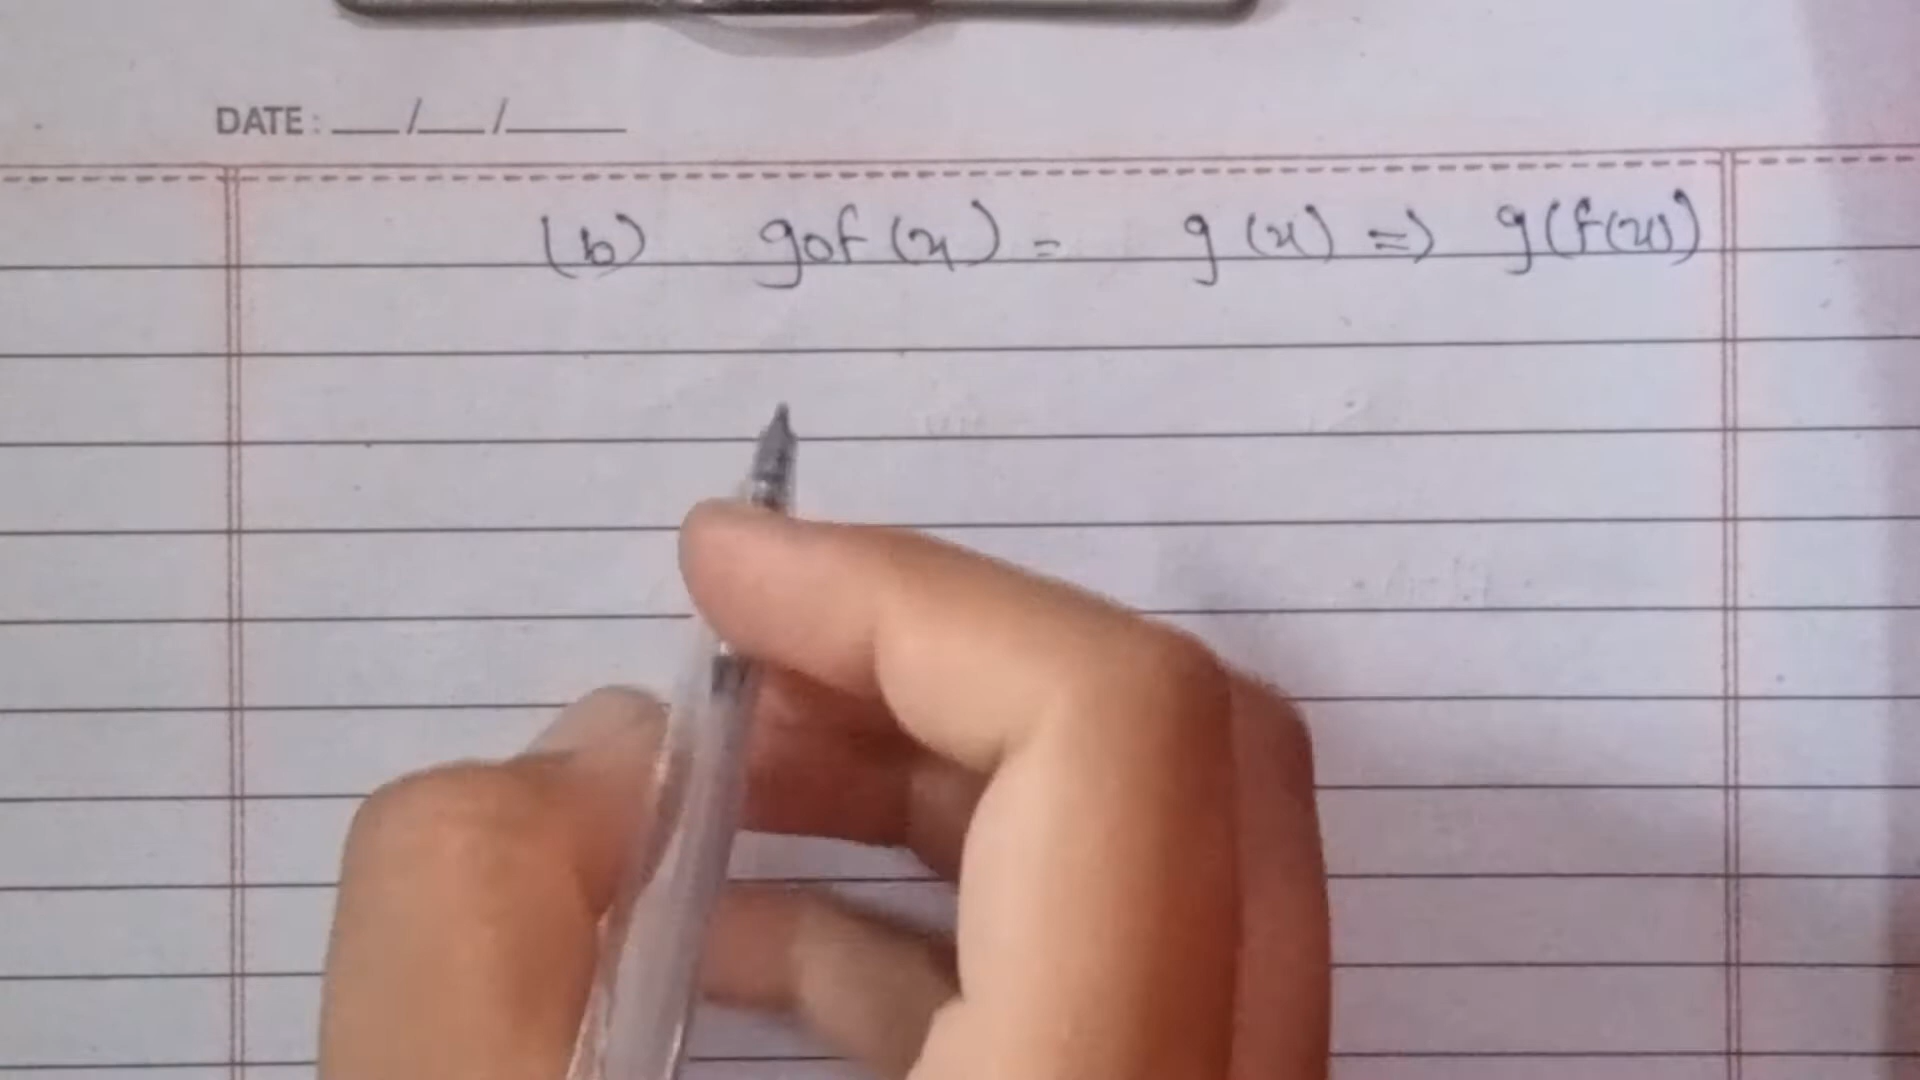 DATE: __/__/____
(b) gof(x) = g(x) => g(f(x))